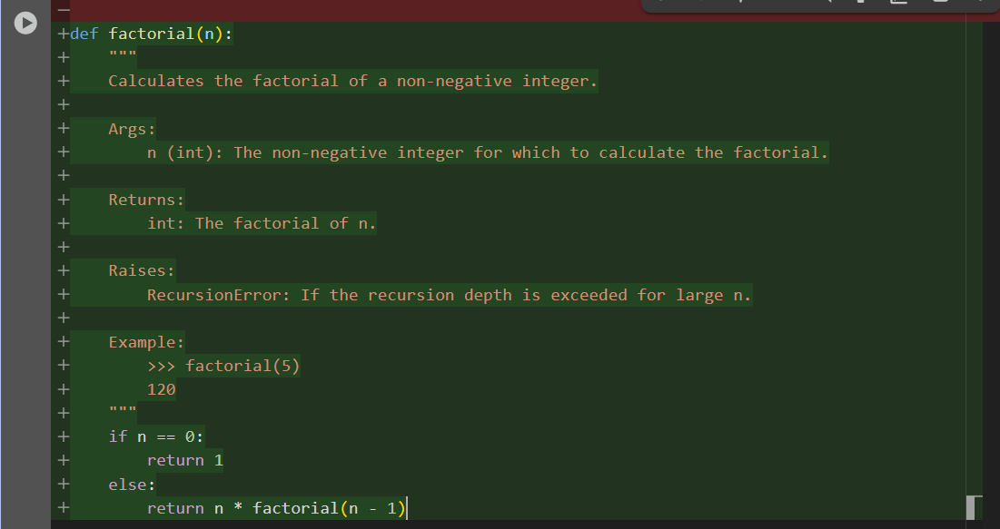 def factorial(n):
    """
    Calculates the factorial of a non-negative integer.

    Args:
        n (int): The non-negative integer for which to calculate the factorial.

    Returns:
        int: The factorial of n.

    Raises:
        RecursionError: If the recursion depth is exceeded for large n.

    Example:
        >>> factorial(5)
        120
    """
    if n == 0:
        return 1
    else:
        return n * factorial(n - 1)